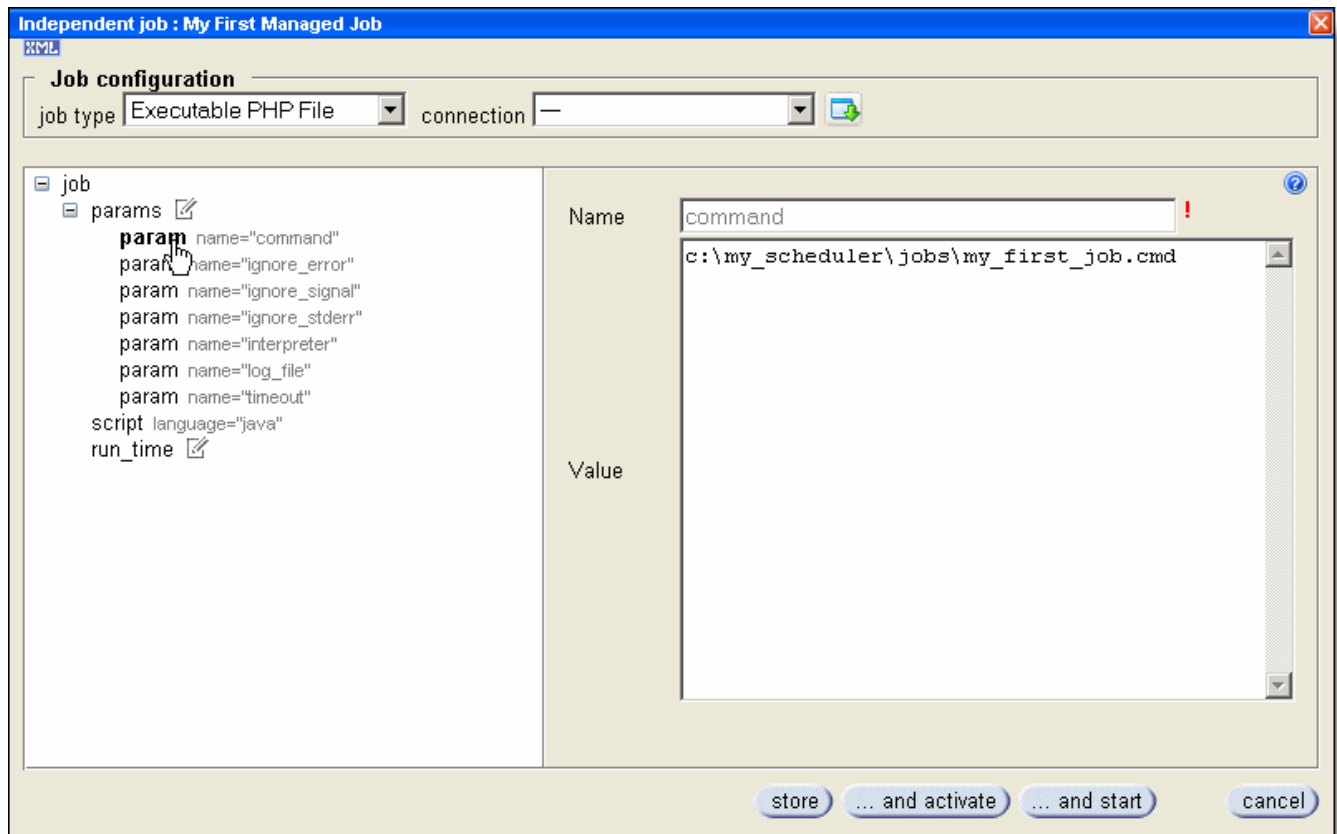 Independent job : My First Managed Job
XML
Job configuration
job type Executable PHP File connection —
job
params
param name="command"
param name="ignore_error"
param name="ignore_signal"
param name="ignore_stderr"
param name="interpreter"
param name="log_file"
param name="timeout"
script language="java"
run_time
?
Name command !
Value c:\my_scheduler\jobs\my_first_job.cmd
store ... and activate ... and start cancel